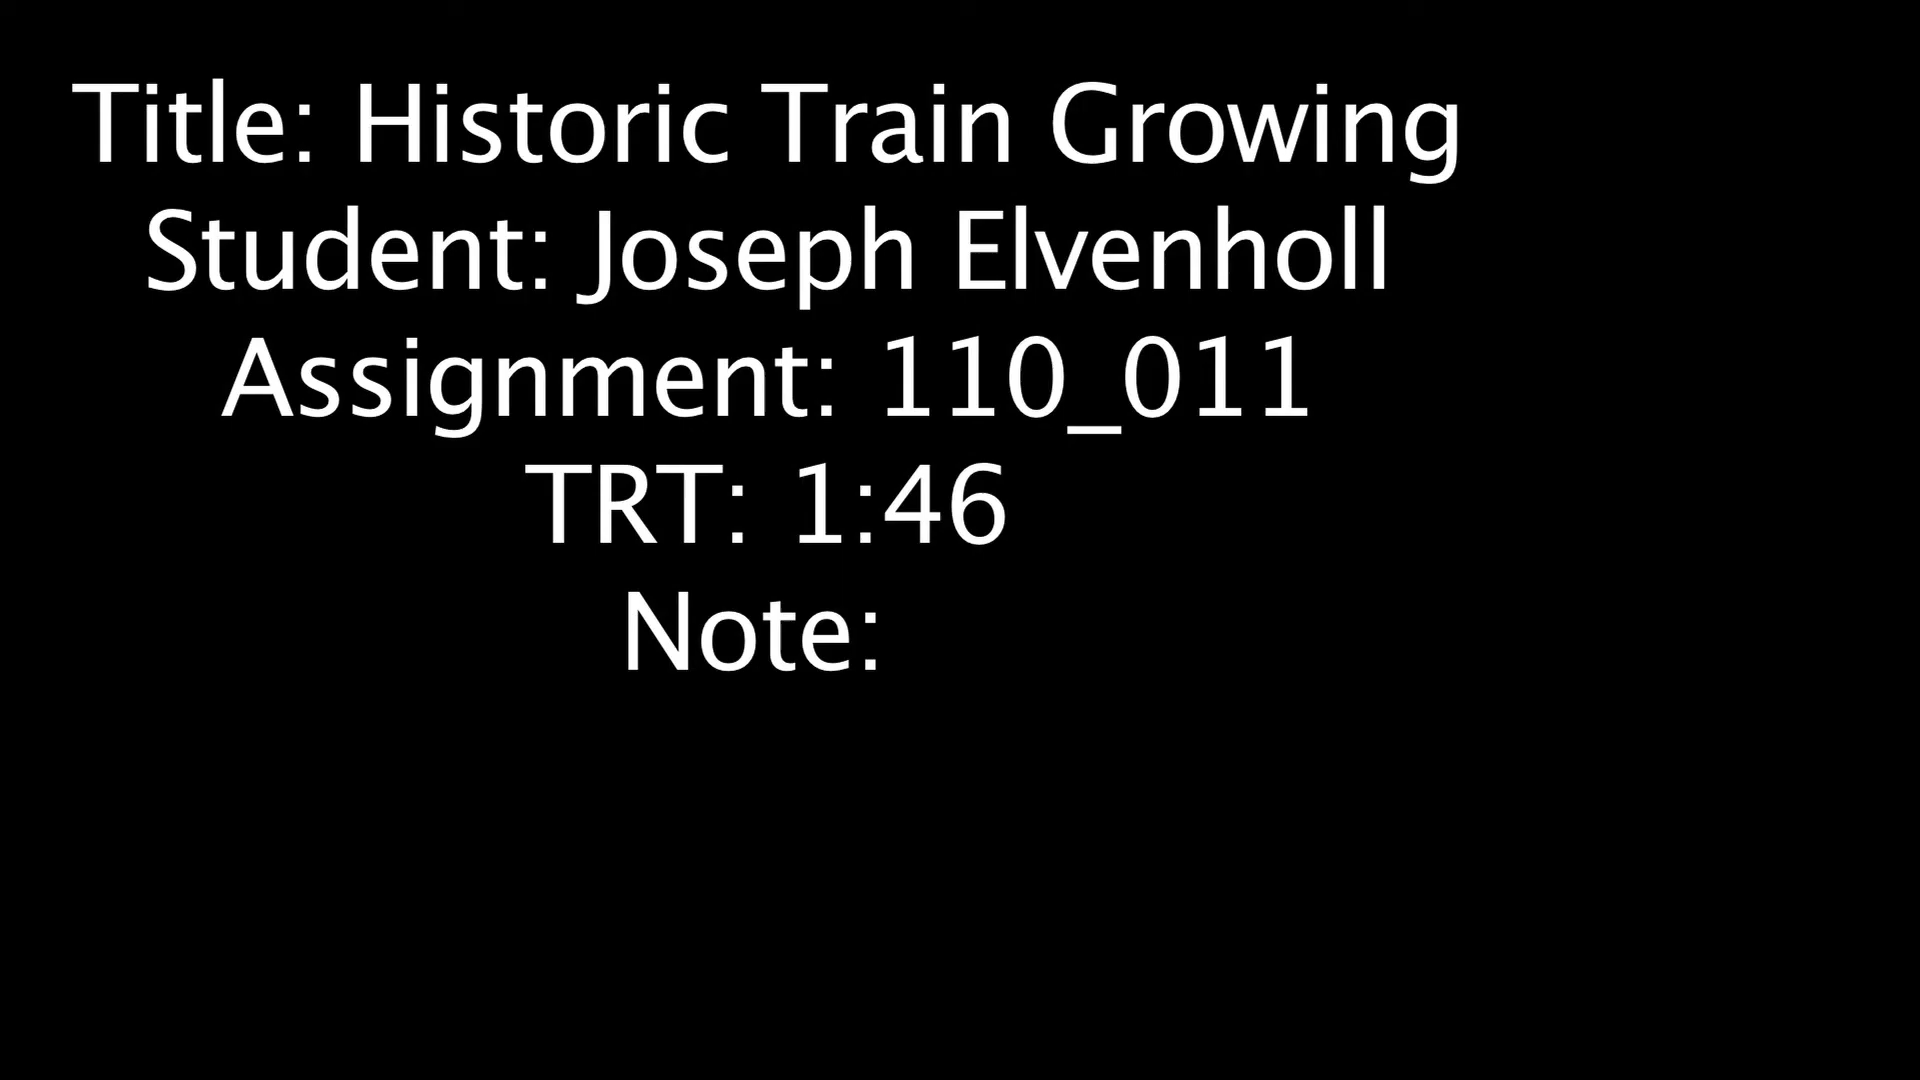 Title: Historic Train Growing
Student: Joseph Elvenholl
Assignment: 110_011
TRT: 1:46
Note: